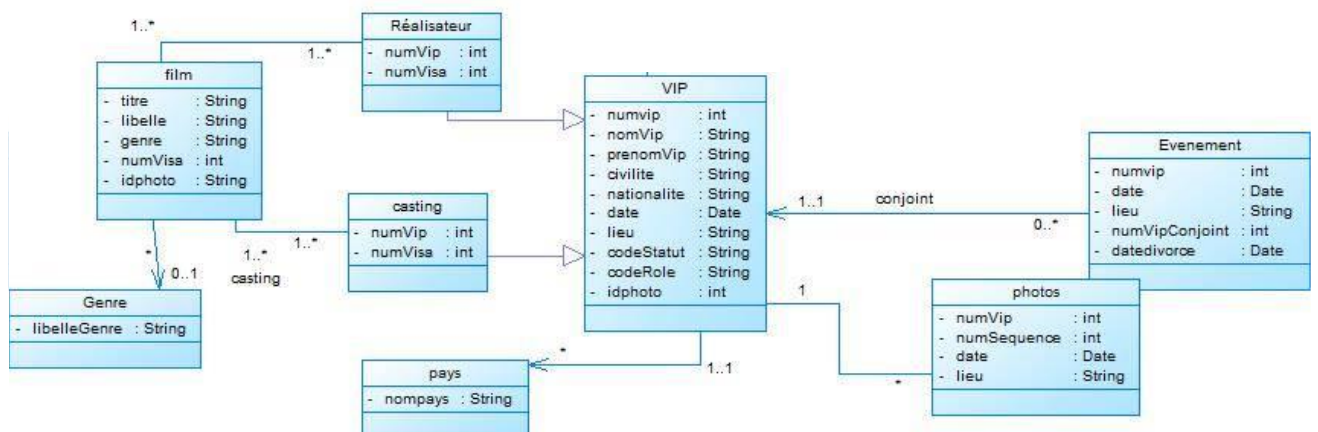 1..*
Réalisateur
- numVip : int
- numVisa : int
1..*
film
- titre : String
- libelle : String
- genre : String
- numVisa : int
- idphoto : String
VIP
- numvip : int
- nomVip : String
- prenomVip : String
- civilite : String
- nationalite : String
- date : Date
- lieu : String
- codeStatut : String
- codeRole : String
- idphoto : int
Evenement
- numvip : int
- date : Date
- lieu : String
- numVipConjoint : int
- datedivorce : Date
1..1
conjoint
0..*
casting
- numVip : int
- numVisa : int
1..*
1..*
casting
*
0..1
Genre
- libelleGenre : String
photos
- numVip : int
- numSequence : int
- date : Date
- lieu : String
1
*
*
1..1
pays
- nompays : String